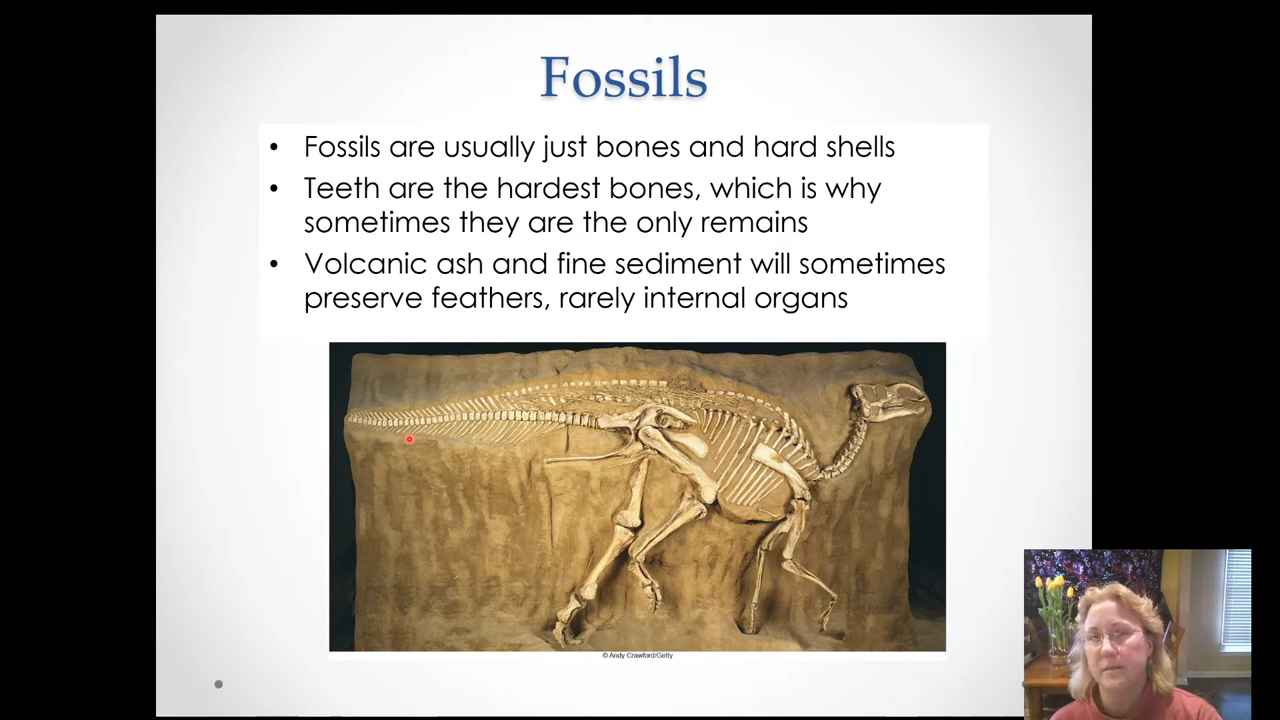 Fossils
• Fossils are usually just bones and hard shells
• Teeth are the hardest bones, which is why
sometimes they are the only remains
• Volcanic ash and fine sediment will sometimes
preserve feathers, rarely internal organs
© Andy Crawford/Getty